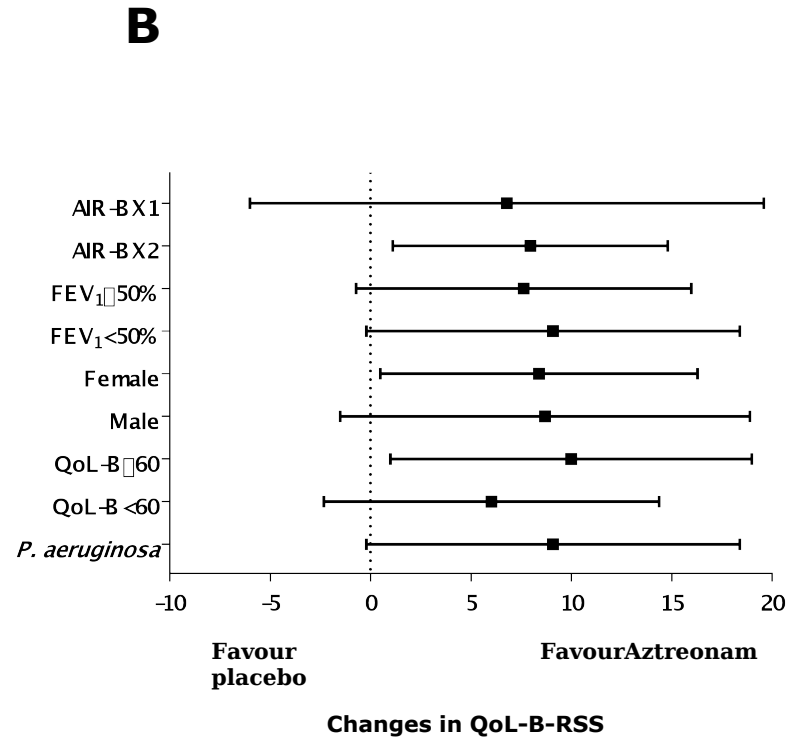 B
AIR-BX1
AIR-BX2
FEV₁▯50%
FEV₁<50%
Female
Male
QoL-B▯60
QoL-B<60
P. aeruginosa
-10 -5 0 5 10 15 20
Favour placebo
FavourAztreonam
Changes in QoL-B-RSS